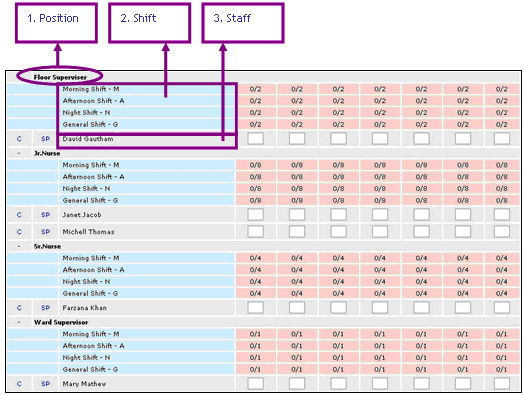 1. Position 2. Shift 3. Staff
Floor Superviser
Morning Shift - M 0/2 0/2 0/2 0/2 0/2 0/2 0/2
Afternoon Shift - A 0/2 0/2 0/2 0/2 0/2 0/2 0/2
Night Shift - N 0/2 0/2 0/2 0/2 0/2 0/2 0/2
General Shift - G 0/2 0/2 0/2 0/2 0/2 0/2 0/2
C SP David Gautham
- Jr.Nurse
Morning Shift - M 0/8 0/8 0/8 0/8 0/8 0/8 0/8
Afternoon Shift - A 0/8 0/8 0/8 0/8 0/8 0/8 0/8
Night Shift - N 0/8 0/8 0/8 0/8 0/8 0/8 0/8
General Shift - G 0/8 0/8 0/8 0/8 0/8 0/8 0/8
C SP Janet Jacob
C SP Michell Thomas
- Sr.Nurse
Morning Shift - M 0/4 0/4 0/4 0/4 0/4 0/4 0/4
Afternoon Shift - A 0/4 0/4 0/4 0/4 0/4 0/4 0/4
Night Shift - N 0/4 0/4 0/4 0/4 0/4 0/4 0/4
General Shift - G 0/4 0/4 0/4 0/4 0/4 0/4 0/4
C SP Farzana Khan
- Ward Supervisor
Morning Shift - M 0/1 0/1 0/1 0/1 0/1 0/1 0/1
Afternoon Shift - A 0/1 0/1 0/1 0/1 0/1 0/1 0/1
Night Shift - N 0/1 0/1 0/1 0/1 0/1 0/1 0/1
General Shift - G 0/1 0/1 0/1 0/1 0/1 0/1 0/1
C SP Mary Mathew